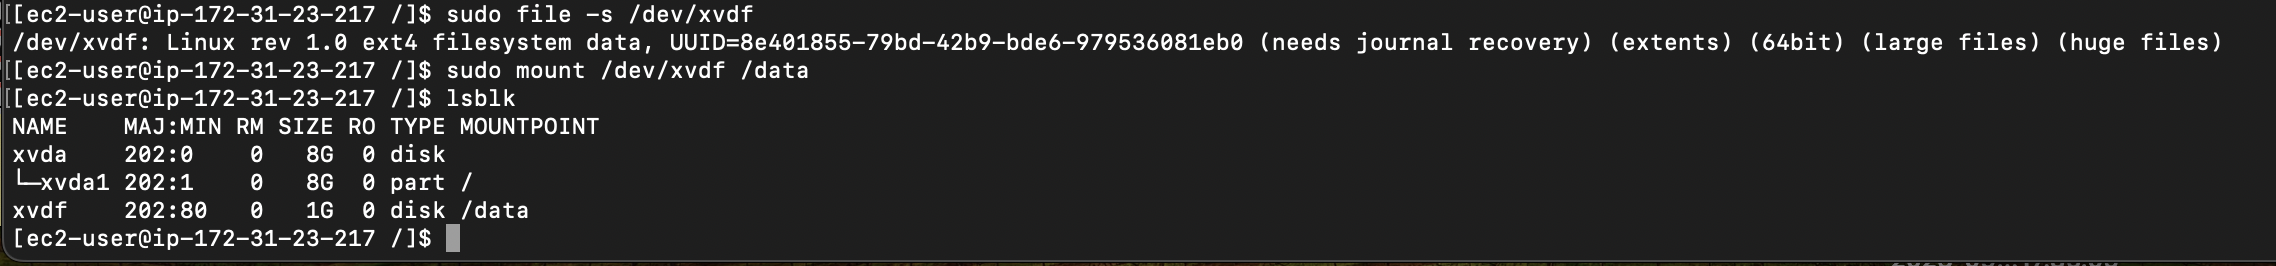 [[ec2-user@ip-172-31-23-217 /]$ sudo file -s /dev/xvdf
/dev/xvdf: Linux rev 1.0 ext4 filesystem data, UUID=8e401855-79bd-42b9-bde6-979536081eb0 (needs journal recovery) (extents) (64bit) (large files) (huge files)
[[ec2-user@ip-172-31-23-217 /]$ sudo mount /dev/xvdf /data
[[ec2-user@ip-172-31-23-217 /]$ lsblk
NAME    MAJ:MIN RM SIZE RO TYPE MOUNTPOINT
xvda    202:0    0   8G  0 disk
└─xvda1 202:1    0   8G  0 part /
xvdf    202:80   0   1G  0 disk /data
[ec2-user@ip-172-31-23-217 /]$